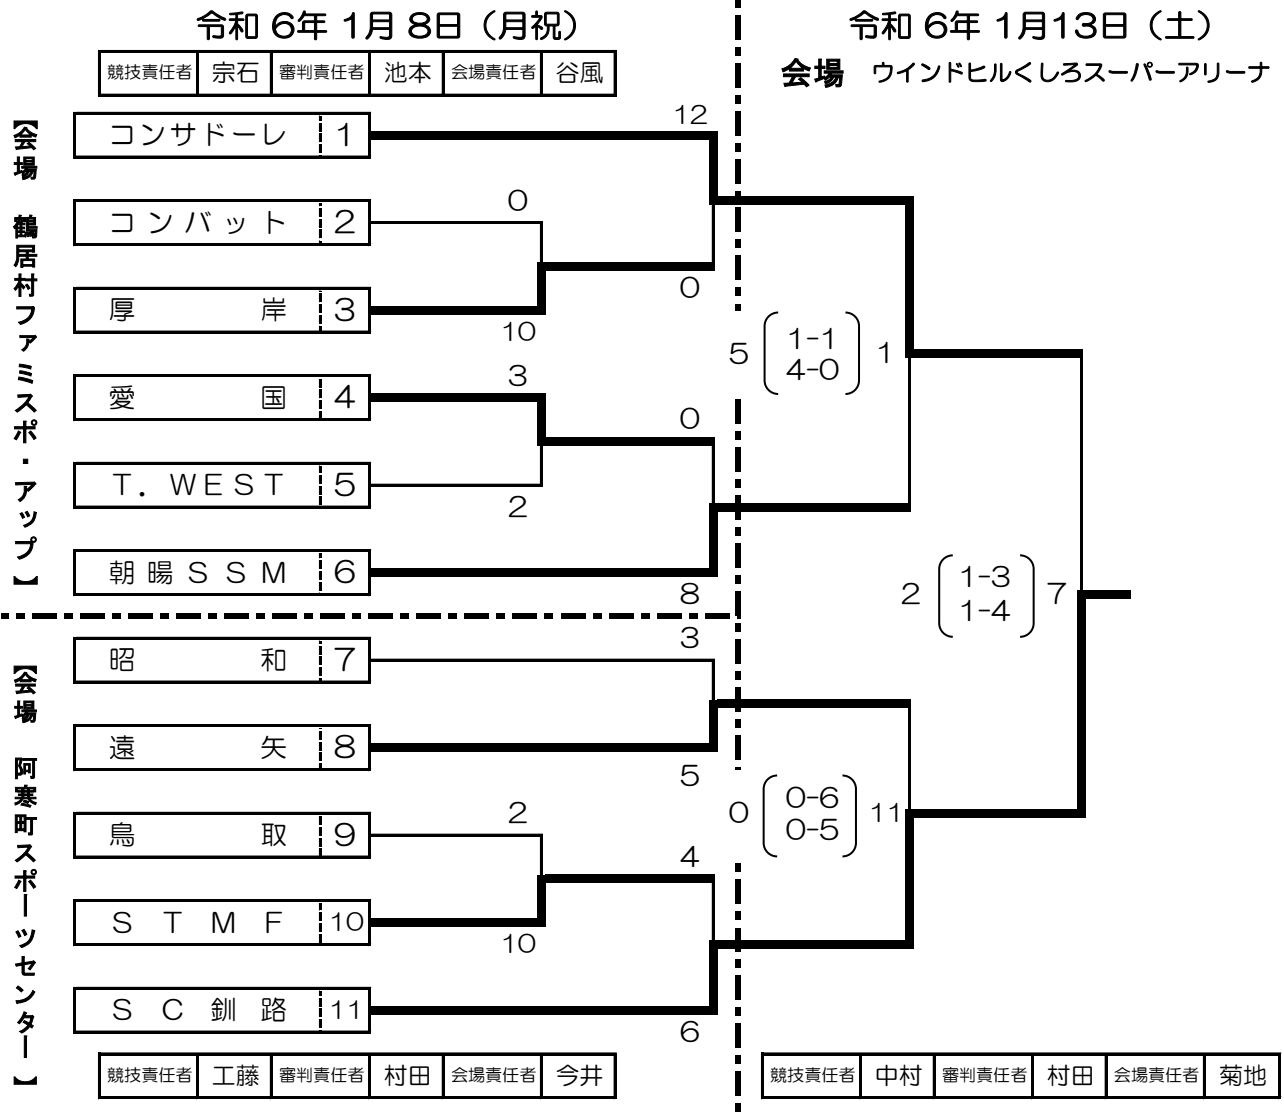 令和 6年 1月 8日（月祝）
競技責任者 宗石 審判責任者 池本 会場責任者 谷風
令和 6年 1月13日（土）
会場 ウインドヒルくしろスーパーアリーナ
【会場 鶴居村ファミスポ・アップ】
コンサドーレ 1
12
コンバット 2
0
厚岸 3
10
0
愛国 4
3
0
T．WEST 5
2
朝暘SSM 6
8
5 1-1 1
4-0
2 1-3 7
1-4
【会場 阿寒町スポーツセンター】
昭和 7
3
遠矢 8
5
鳥取 9
2
4
STMF 10
10
SC釧路 11
6
0 0-6 11
0-5
競技責任者 工藤 審判責任者 村田 会場責任者 今井
競技責任者 中村 審判責任者 村田 会場責任者 菊地